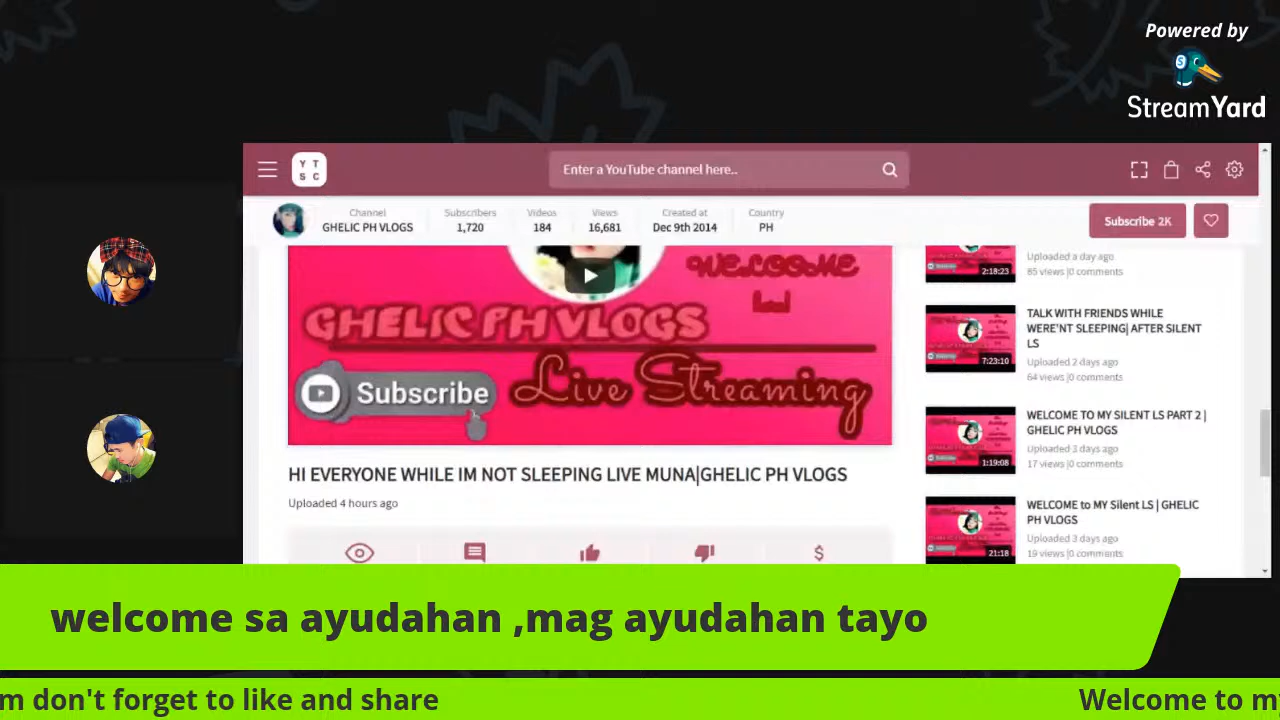 Powered by
StreamYard
Y T
S C
Enter a YouTube channel here..
Channel
GHELIC PH VLOGS
Subscribers
1,720
Videos
184
Views
16,681
Created at
Dec 9th 2014
Country
PH
Subscribe 2K
WELCOOME
GHELIC PH VLOGS
Subscribe
Live Streaming
HI EVERYONE WHILE IM NOT SLEEPING LIVE MUNA|GHELIC PH VLOGS
Uploaded 4 hours ago
2:18:23
Uploaded a day ago
85 views |0 comments
7:23:10
TALK WITH FRIENDS WHILE
WERE'NT SLEEPING| AFTER SILENT
LS
Uploaded 2 days ago
64 views |0 comments
1:19:08
WELCOME TO MY SILENT LS PART 2 |
GHELIC PH VLOGS
Uploaded 3 days ago
17 views |0 comments
21:18
WELCOME to MY Silent LS | GHELIC
PH VLOGS
Uploaded 3 days ago
19 views |0 comments
welcome sa ayudahan ,mag ayudahan tayo
m don't forget to like and share
Welcome to my